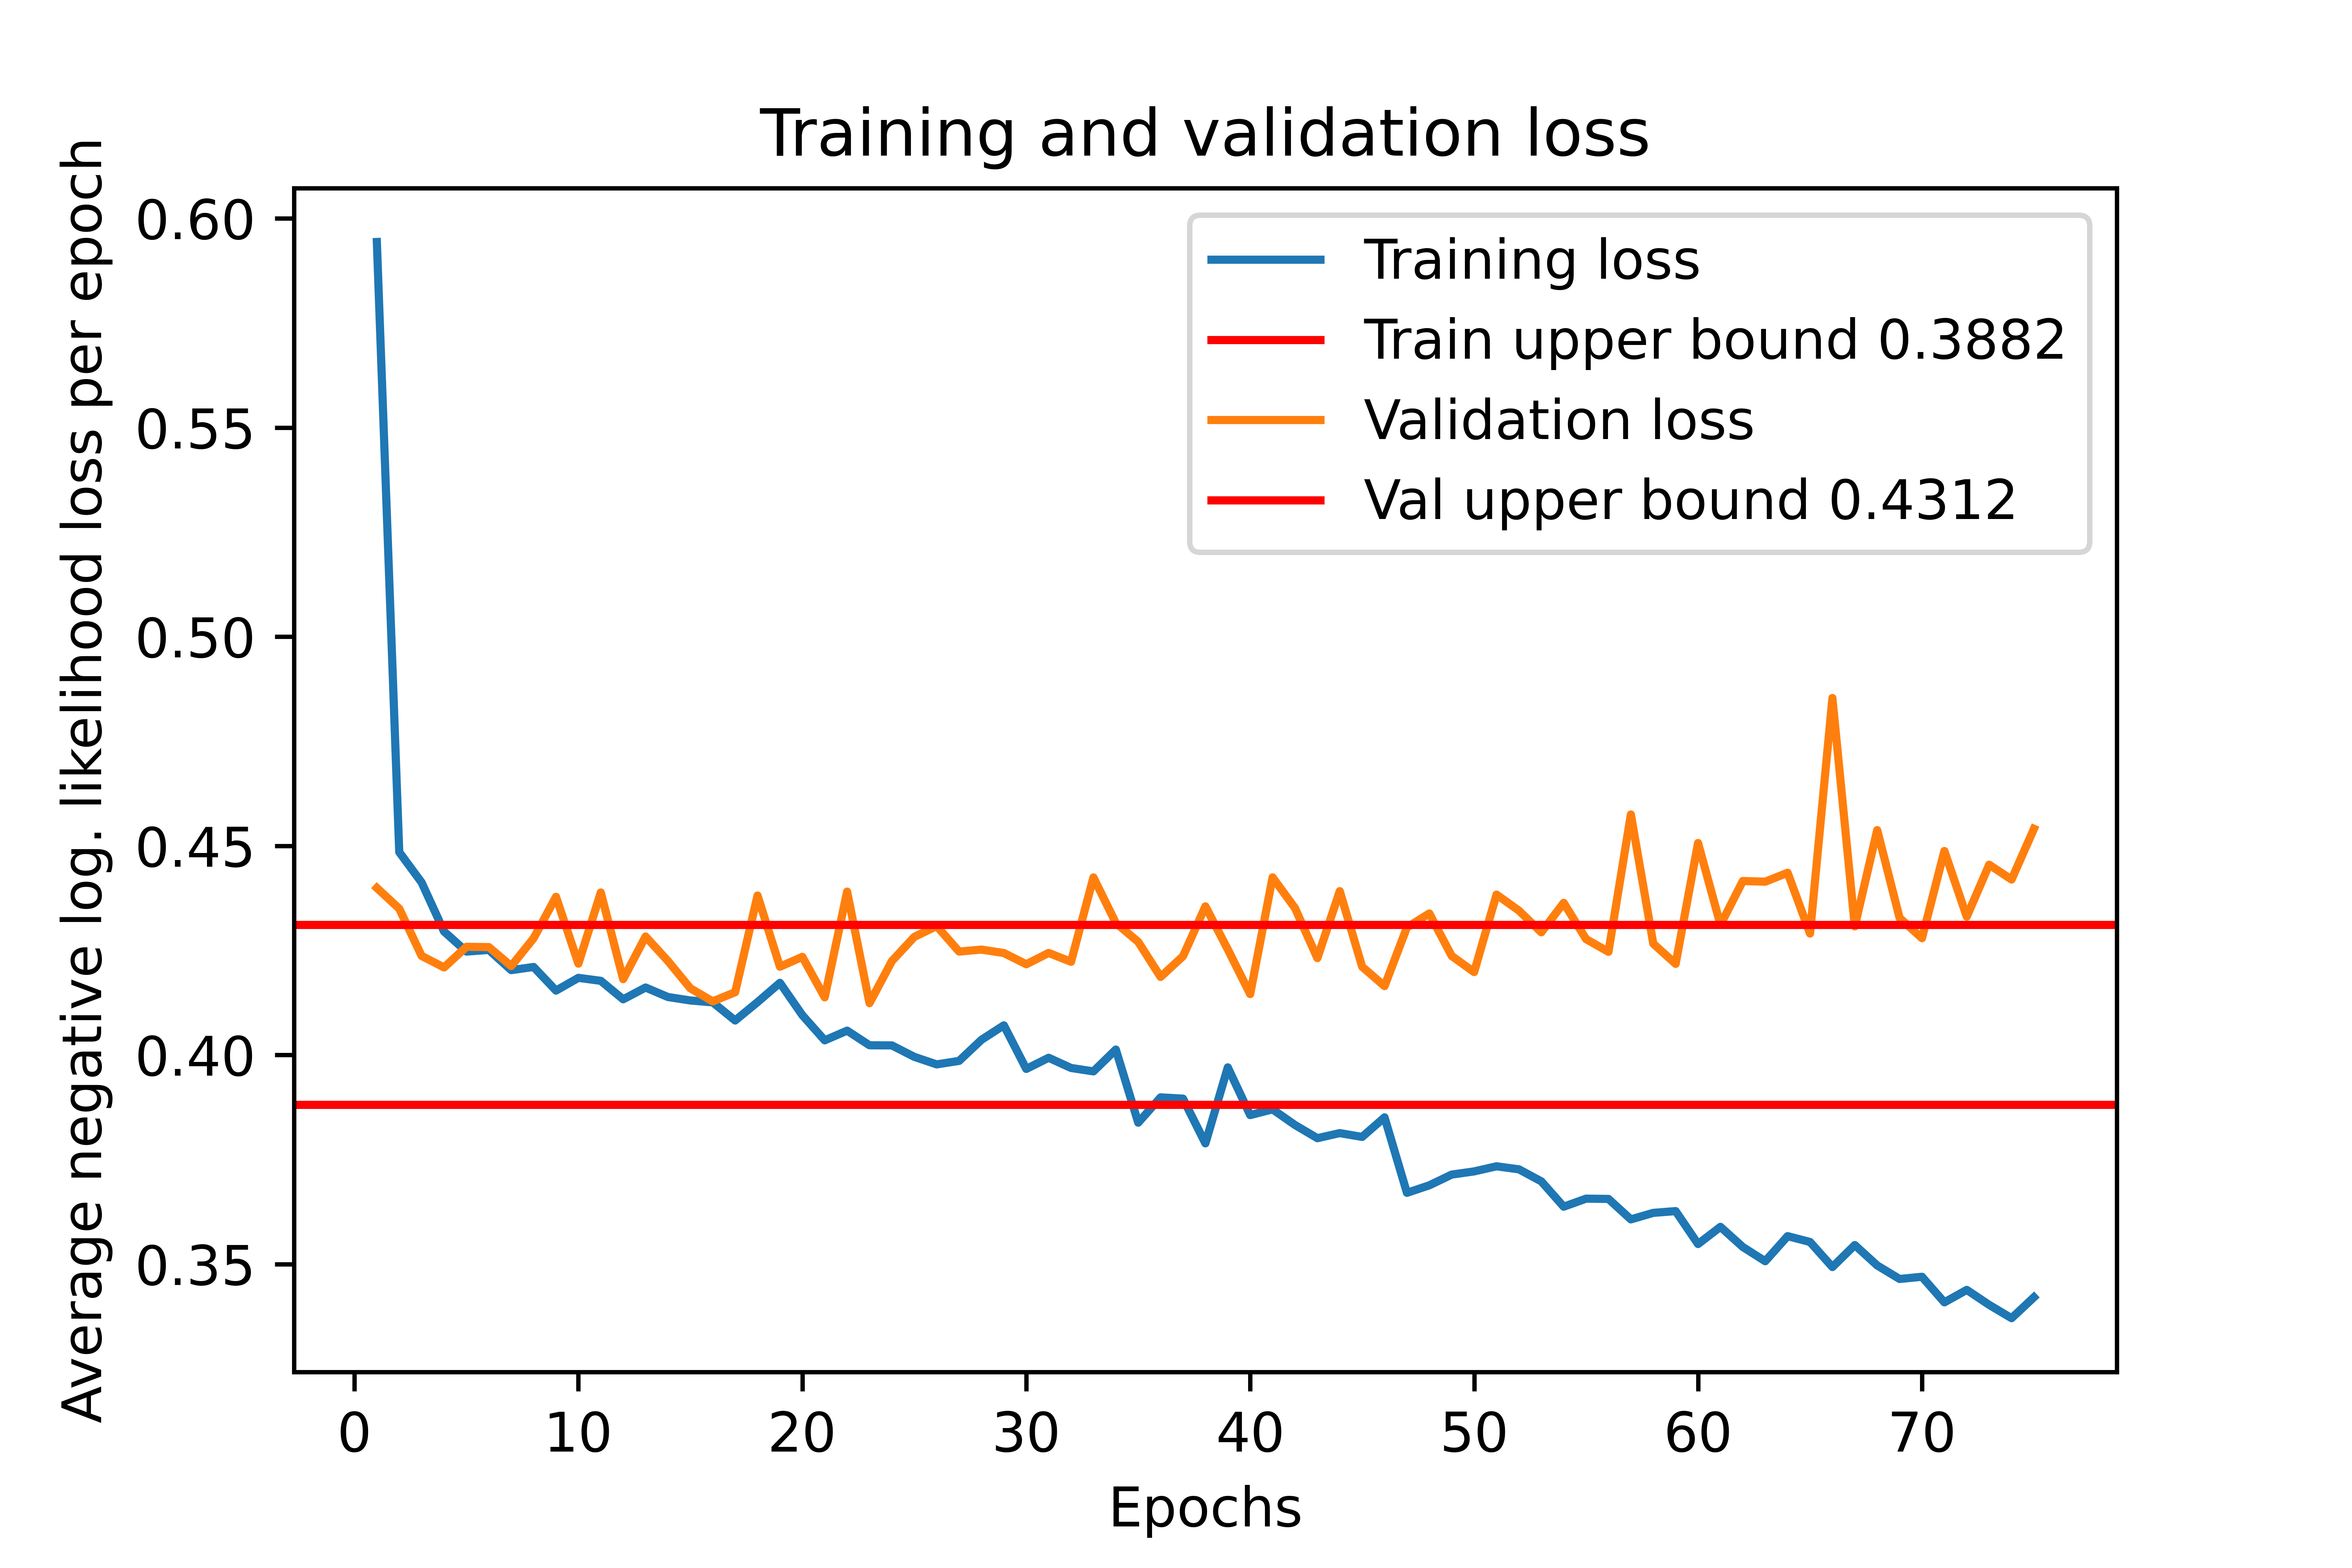 Training and validation loss
Average negative log. likelihood loss per epoch
0.60
0.55
0.50
0.45
0.40
0.35
Training loss
Train upper bound 0.3882
Validation loss
Val upper bound 0.4312
0 10 20 30 40 50 60 70
Epochs